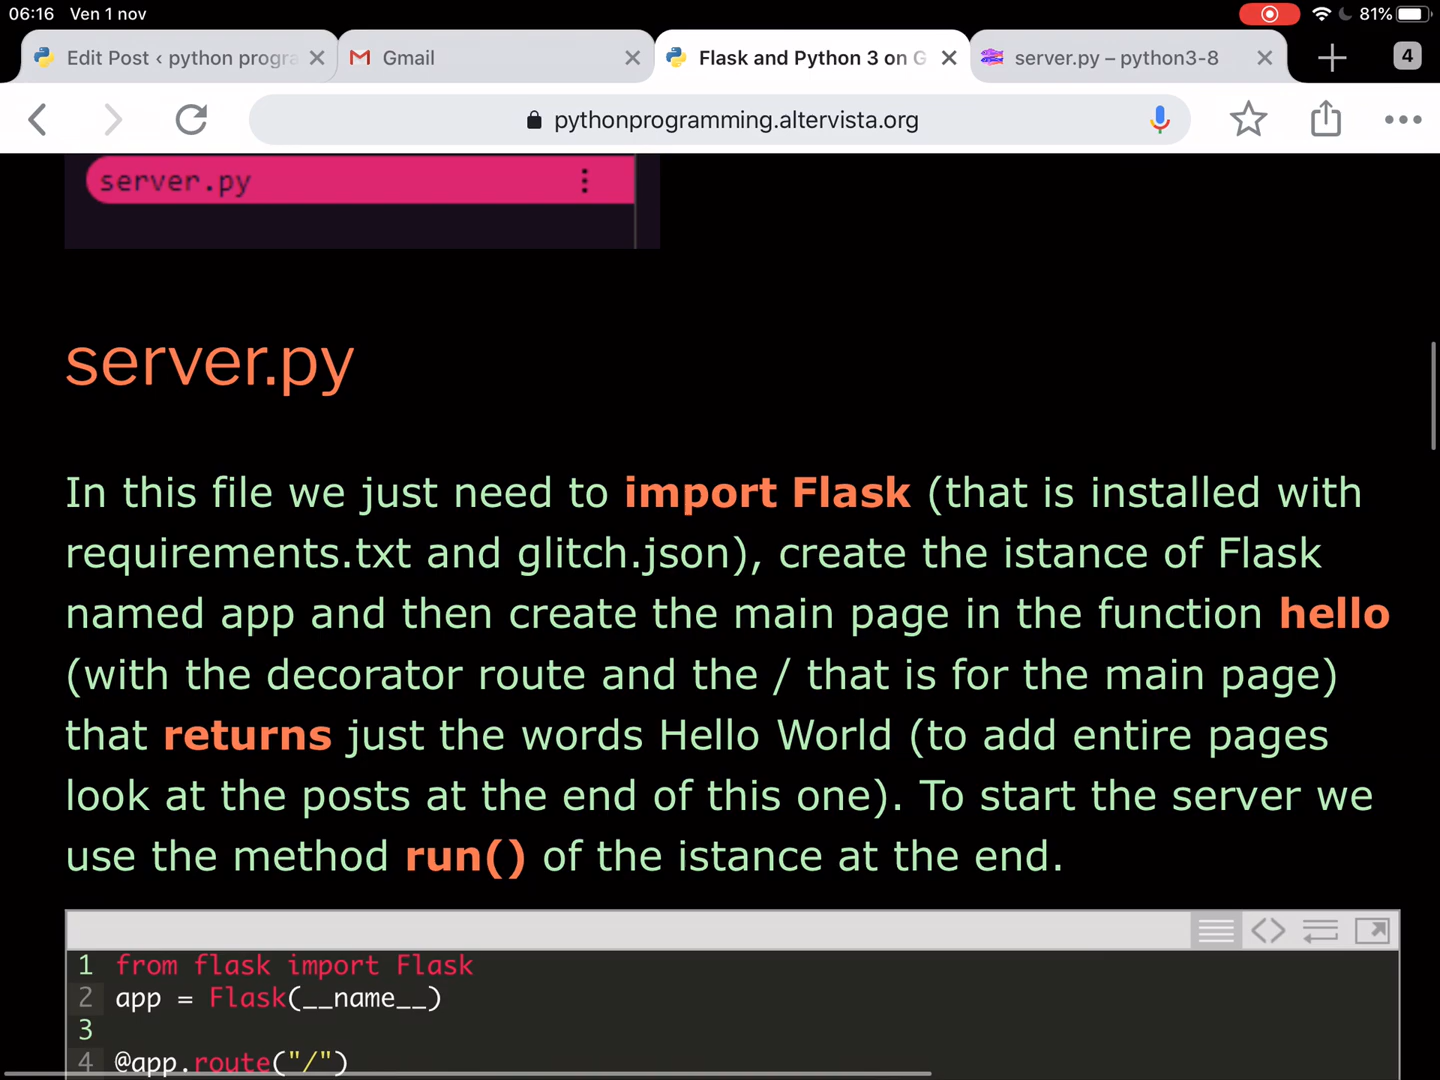 06:16 Ven 1 nov 81%
Edit Post ‹ python progra Gmail Flask and Python 3 on G server.py – python3-8 4
pythonprogramming.altervista.org
server.py
server.py
In this file we just need to import Flask (that is installed with
requirements.txt and glitch.json), create the istance of Flask
named app and then create the main page in the function hello
(with the decorator route and the / that is for the main page)
that returns just the words Hello World (to add entire pages
look at the posts at the end of this one). To start the server we
use the method run() of the istance at the end.
1 from flask import Flask
2 app = Flask(__name__)
3
4 @app.route("/")